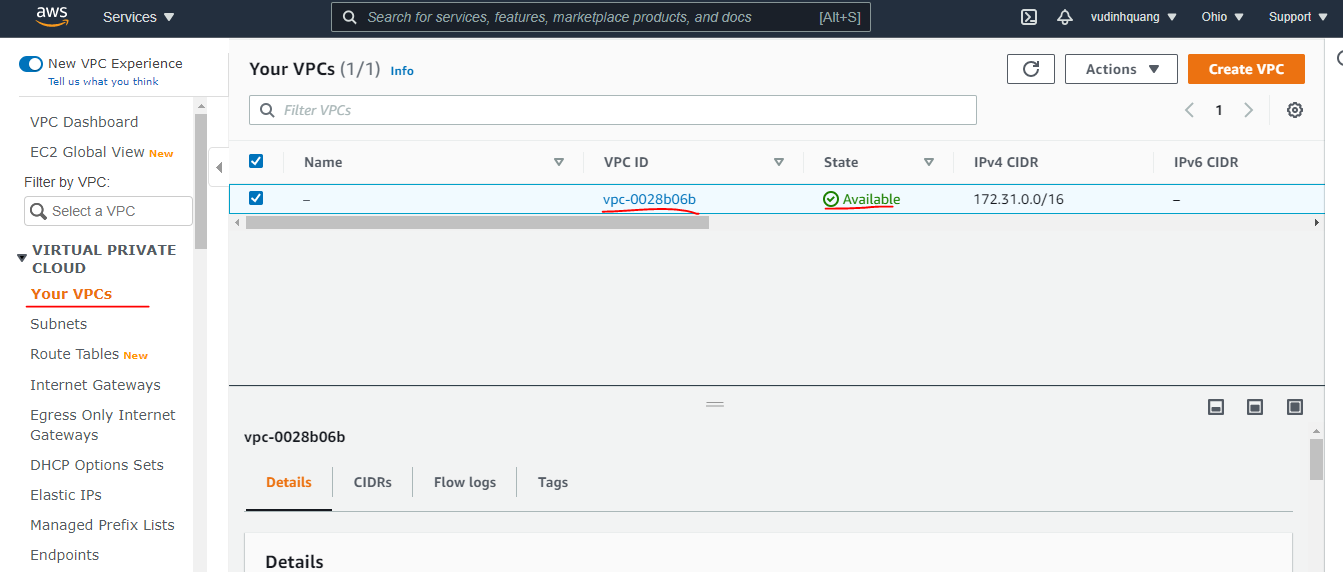 aws Services Search for services, features, marketplace products, and docs [Alt+S] vudinhquang Ohio Support
New VPC Experience
Tell us what you think
VPC Dashboard
EC2 Global View New
Filter by VPC:
Select a VPC
VIRTUAL PRIVATE
CLOUD
Your VPCs
Subnets
Route Tables New
Internet Gateways
Egress Only Internet
Gateways
DHCP Options Sets
Elastic IPs
Managed Prefix Lists
Endpoints
Your VPCs (1/1) Info
Actions
Create VPC
Filter VPCs
1
Name VPC ID State IPv4 CIDR IPv6 CIDR
– vpc-0028b06b Available 172.31.0.0/16 –
vpc-0028b06b
Details CIDRs Flow logs Tags
Details